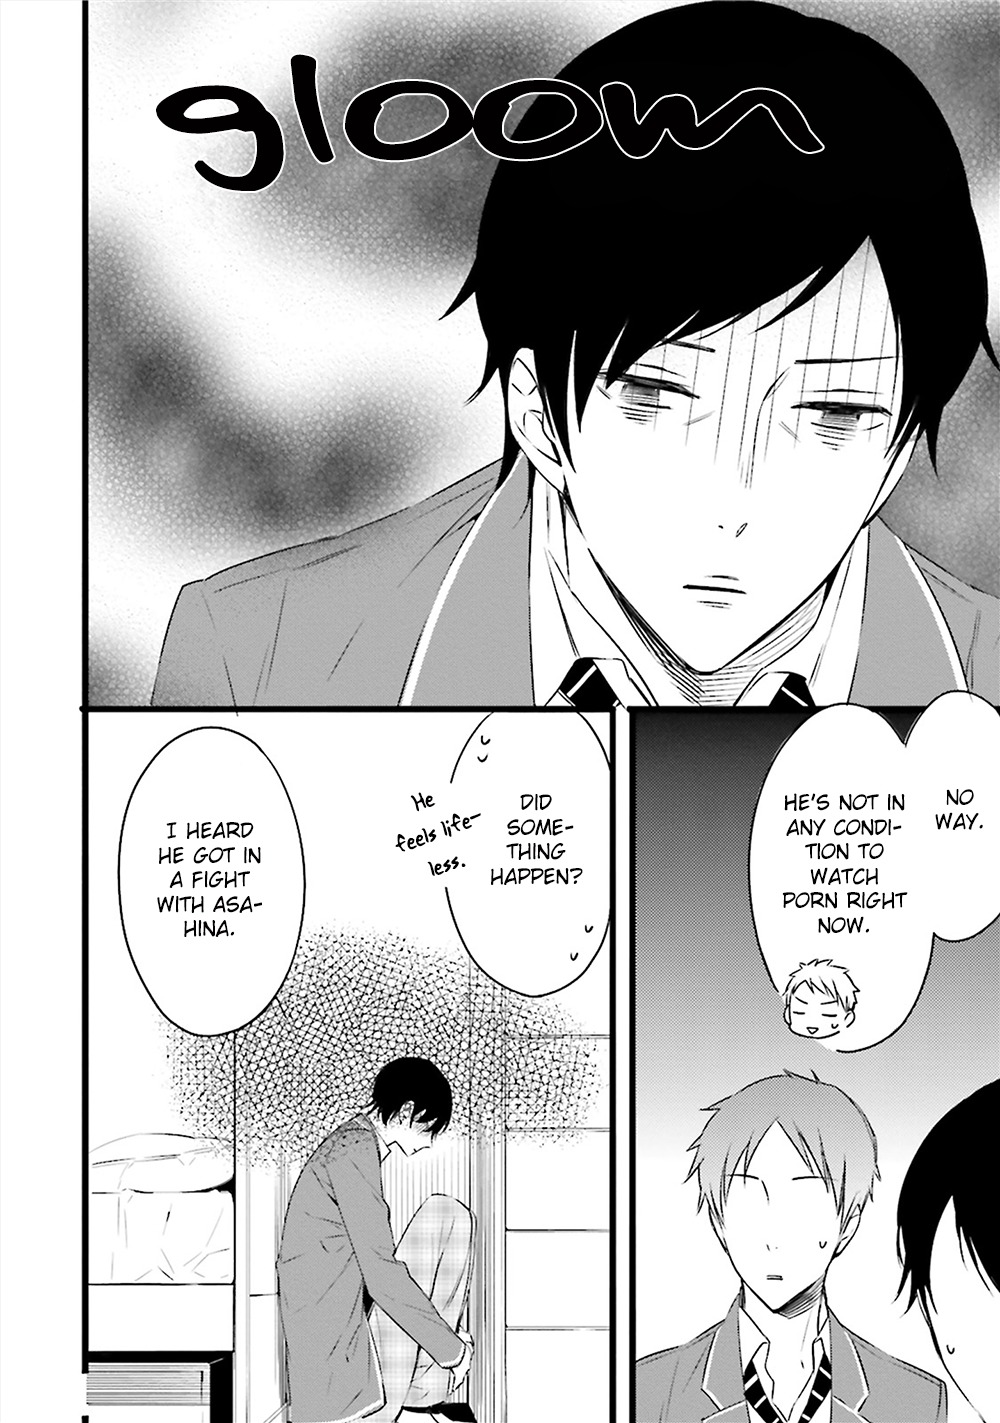 gloom
NO
WAY.
HE'S NOT IN
ANY CONDI-
TION TO
WATCH
PORN RIGHT
NOW.
DID
SOME-
THING
HAPPEN?
He
feels life-
less.
I HEARD
HE GOT IN
A FIGHT
WITH ASA-
HINA.